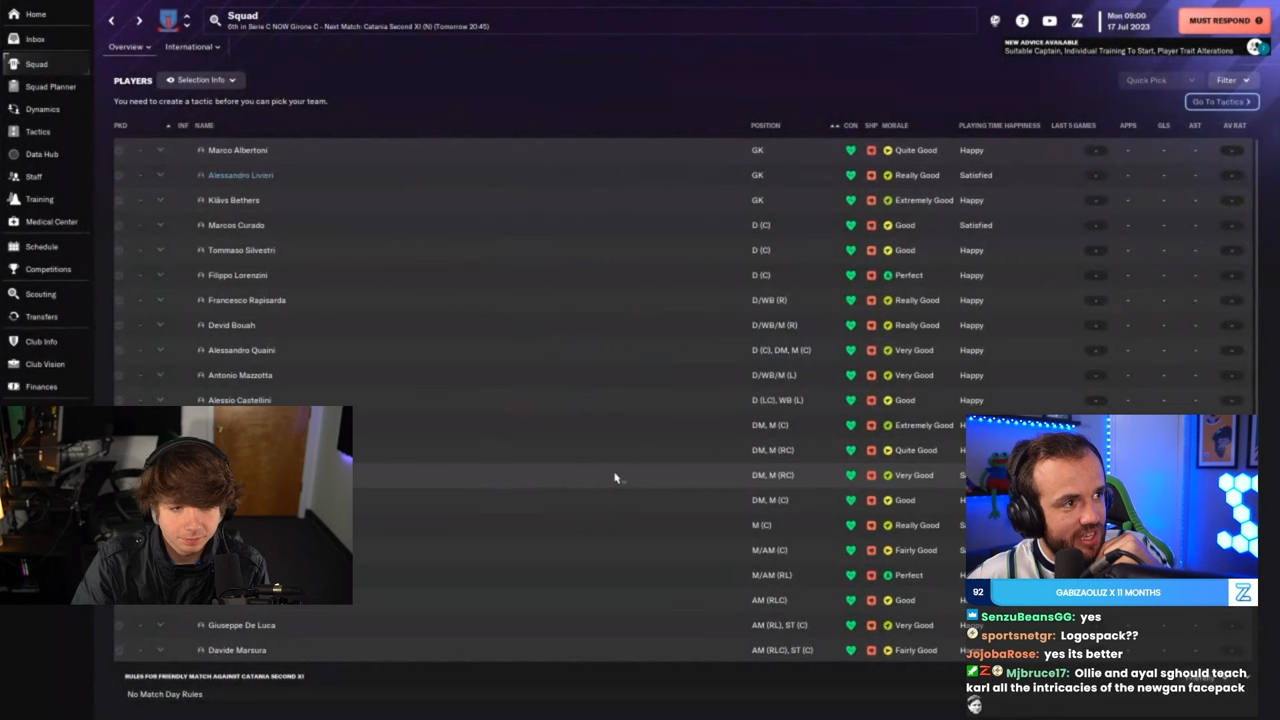 Home
Inbox
Squad
Squad Planner
Dynamics
Tactics
Data Hub
Staff
Training
Medical Center
Schedule
Competitions
Scouting
Transfers
Club Info
Club Vision
Finances
Squad
6th in Serie C NOW Girone C - Next Match: Catania Second XI (N) (Tomorrow 20:45)
Mon 09:00
17 Jul 2023
MUST RESPOND
Overview
International
NEW ADVICE AVAILABLE
Suitable Captain, Individual Training To Start, Player Trait Alterations
PLAYERS
Selection Info
Quick Pick
Filter
You need to create a tactic before you can pick your team.
Go To Tactics >
PKD INF NAME POSITION CON SHP MORALE PLAYING TIME HAPPINESS LAST 5 GAMES APPS GLS AST AV RAT
- Marco Albertoni GK Quite Good Happy - - - - -
- Alessandro Livieri GK Really Good Satisfied - - - - -
- Klāvs Bethers GK Extremely Good Happy - - - - -
- Marcos Curado D (C) Good Satisfied - - - - -
- Tommaso Silvestri D (C) Good Happy - - - - -
- Filippo Lorenzini D (C) Perfect Happy - - - - -
- Francesco Rapisarda D/WB (R) Really Good Happy - - - - -
- Devid Bouah D/WB/M (R) Really Good Happy - - - - -
- Alessandro Quaini D (C), DM, M (C) Very Good Happy - - - - -
- Antonio Mazzotta D/WB/M (L) Very Good Happy - - - - -
- Alessio Castellini D (LC), WB (L) Good Happy - - - - -
DM, M (C) Extremely Good
DM, M (RC) Quite Good
DM, M (RC) Very Good
DM, M (C) Good
M (C) Really Good
M/AM (C) Fairly Good
M/AM (RL) Perfect
AM (RLC) Good
- Giuseppe De Luca AM (RL), ST (C) Very Good
- Davide Marsura AM (RLC), ST (C) Fairly Good
RULES FOR FRIENDLY MATCH AGAINST CATANIA SECOND XI
No Match Day Rules
92 GABIZAOLUZ X 11 MONTHS
SenzuBeansGG: yes
sportsnetgr: Logospack??
JojobaRose: yes its better
Mjbruce17: Ollie and ayal sghould teach
karl all the intricacies of the newgan facepack